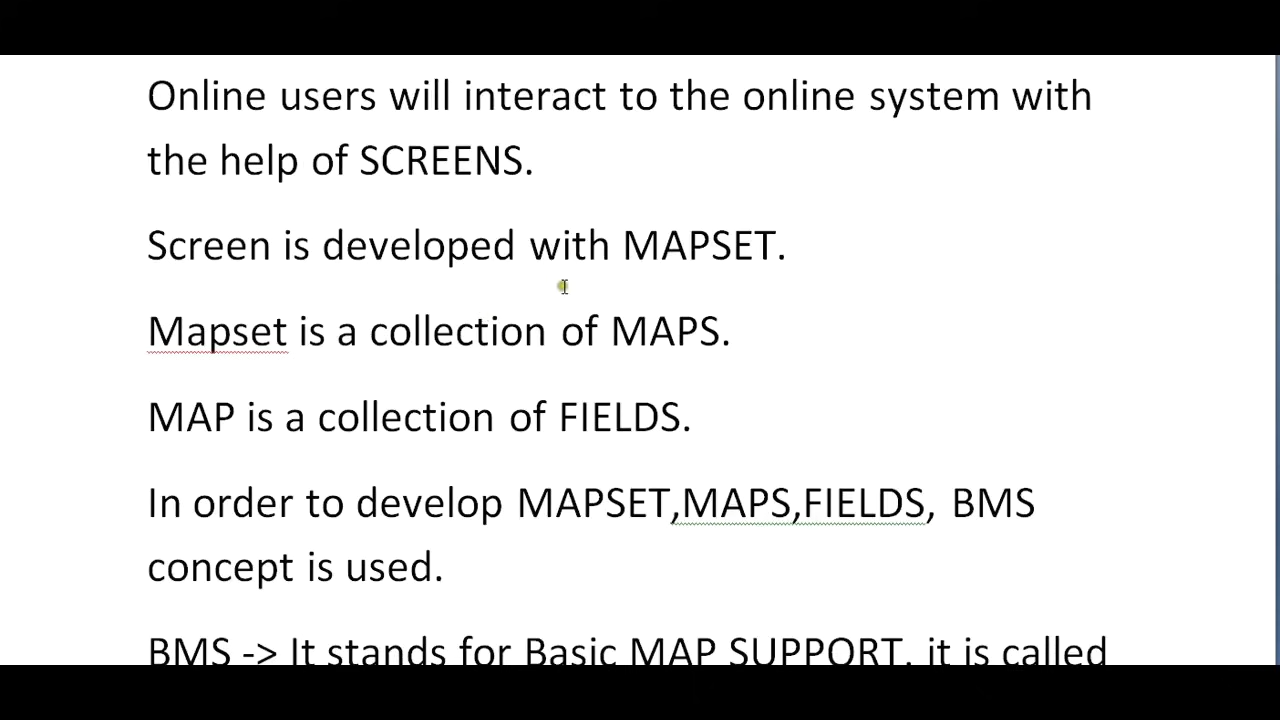 Online users will interact to the online system with
the help of SCREENS.
Screen is developed with MAPSET.
Mapset is a collection of MAPS.
MAP is a collection of FIELDS.
In order to develop MAPSET,MAPS,FIELDS, BMS
concept is used.
BMS -> It stands for Basic MAP SUPPORT. it is called